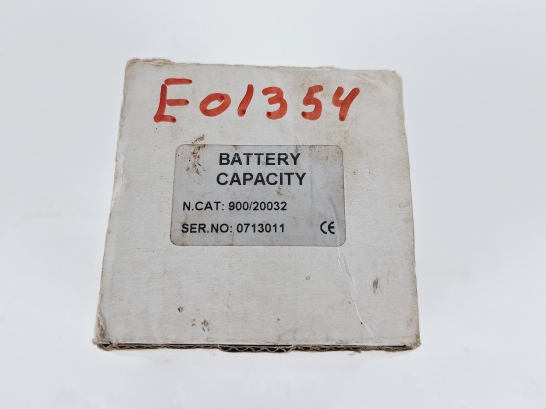 E01354
BATTERY
CAPACITY
N.CAT: 900/20032
SER.NO: 0713011 CE